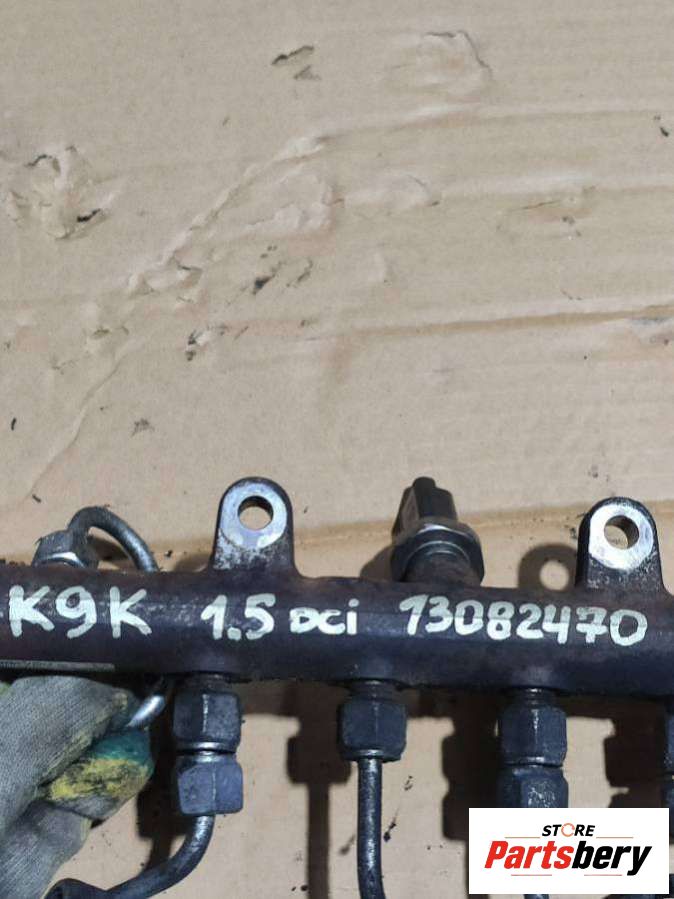 K9K 1.5 DCi 13082470
STORE
Partsbery